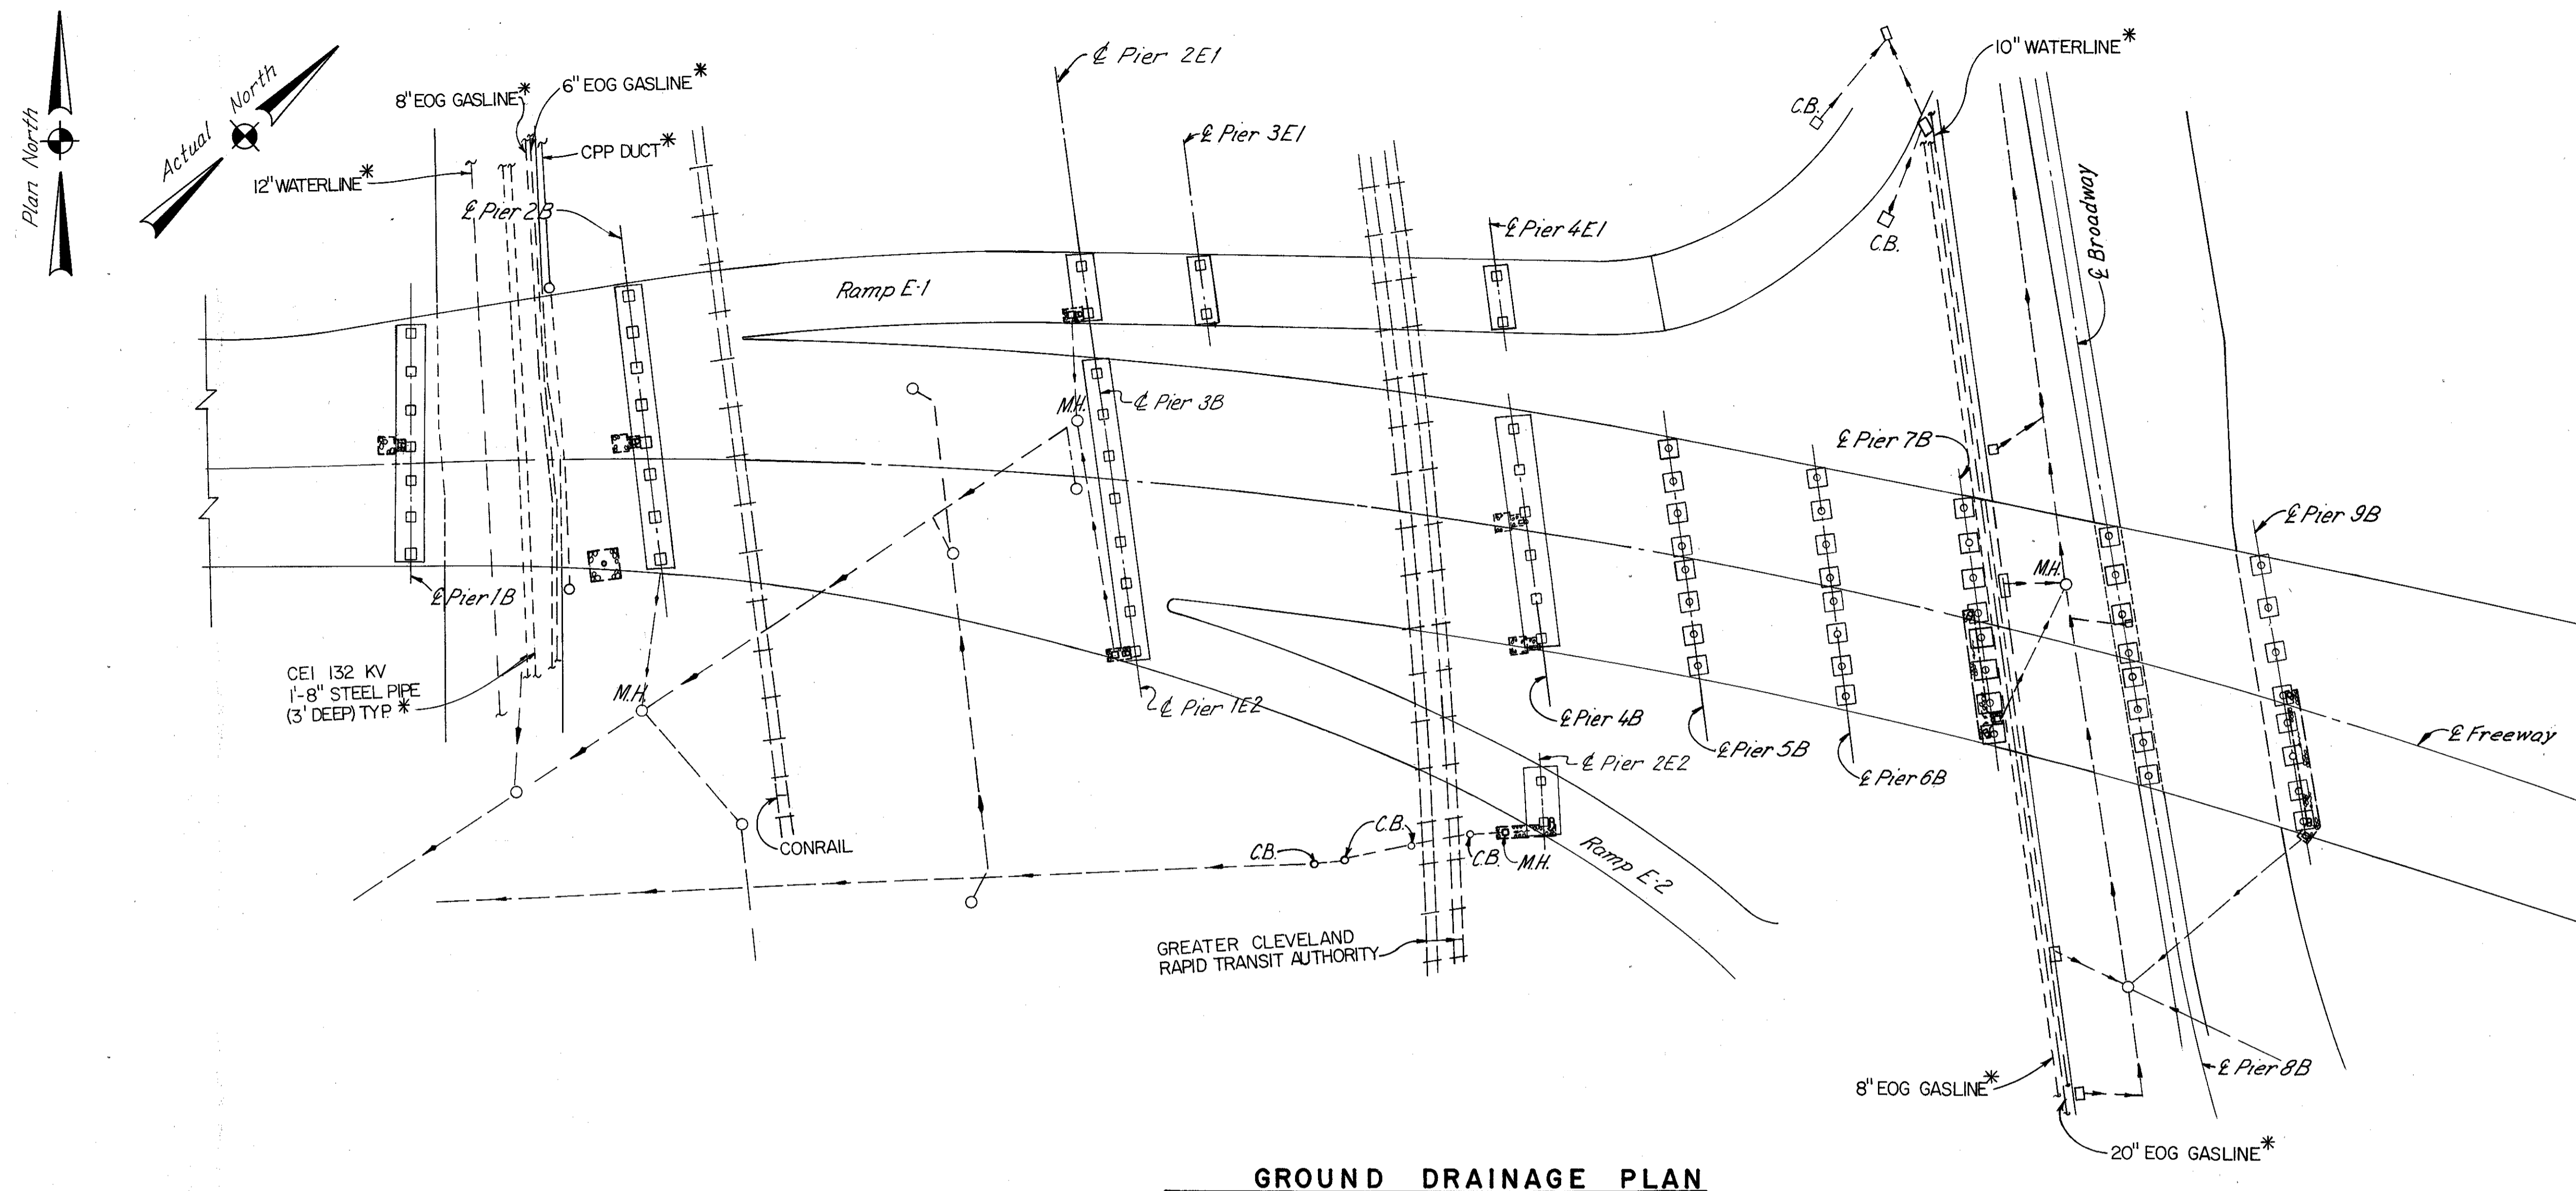 Plan North
Actual North
8" EOG GASLINE*
6" EOG GASLINE*
CPP DUCT*
12" WATERLINE*
℄ Pier 2B
℄ Pier 2E1
℄ Pier 3E1
℄ Pier 4E1
C.B.
C.B.
10" WATERLINE*
℄ Broadway
Ramp E-1
M.H.
℄ Pier 3B
℄ Pier 7B
℄ Pier 9B
M.H.
℄ Pier 1B
CEI 132 KV
1'-8" STEEL PIPE
(3' DEEP) TYP. *
M.H.
℄ Pier 1E2
℄ Pier 4B
℄ Pier 5B
℄ Pier 6B
℄ Freeway
℄ Pier 2E2
CONRAIL
C.B.
C.B.
C.B.
M.H.
Ramp E-2
GREATER CLEVELAND
RAPID TRANSIT AUTHORITY
8" EOG GASLINE*
℄ Pier 8B
20" EOG GASLINE*
GROUND DRAINAGE PLAN